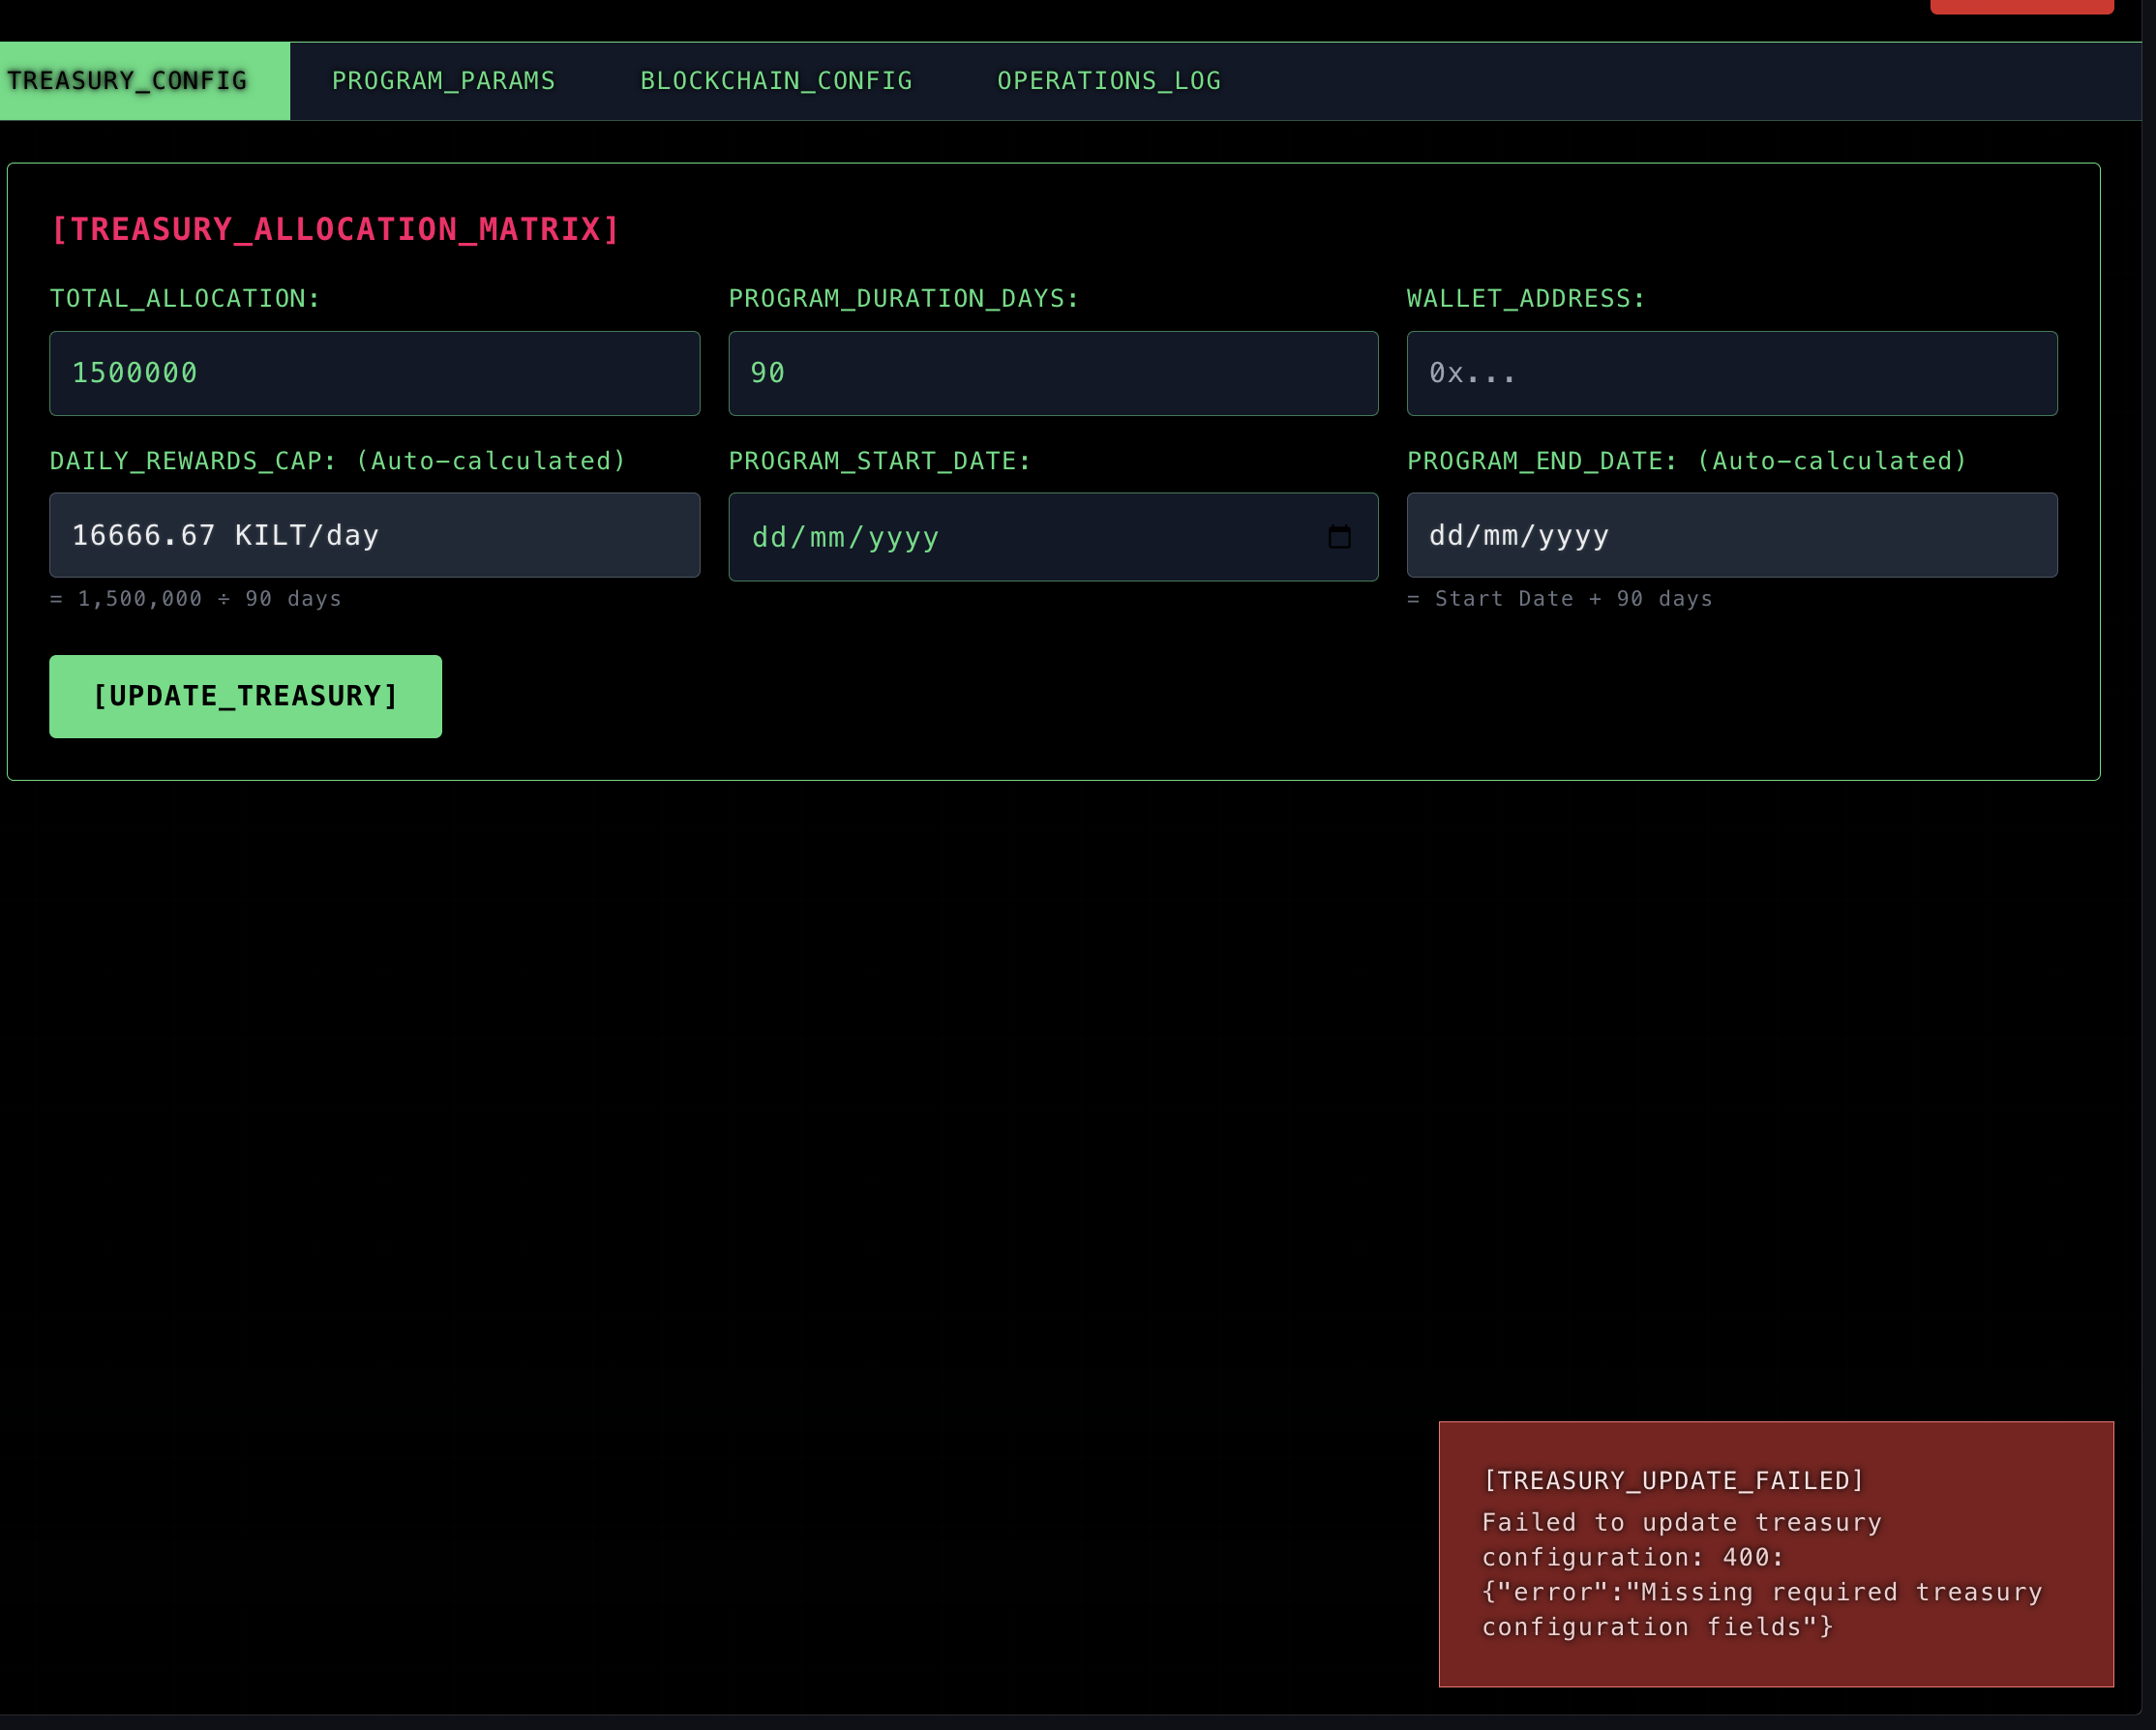 TREASURY_CONFIG PROGRAM_PARAMS BLOCKCHAIN_CONFIG OPERATIONS_LOG
[TREASURY_ALLOCATION_MATRIX]
TOTAL_ALLOCATION: PROGRAM_DURATION_DAYS: WALLET_ADDRESS:
1500000 90 0x...
DAILY_REWARDS_CAP: (Auto-calculated) PROGRAM_START_DATE: PROGRAM_END_DATE: (Auto-calculated)
16666.67 KILT/day dd/mm/yyyy dd/mm/yyyy
= 1,500,000 ÷ 90 days = Start Date + 90 days
[UPDATE_TREASURY]
[TREASURY_UPDATE_FAILED]
Failed to update treasury
configuration: 400:
{"error":"Missing required treasury
configuration fields"}